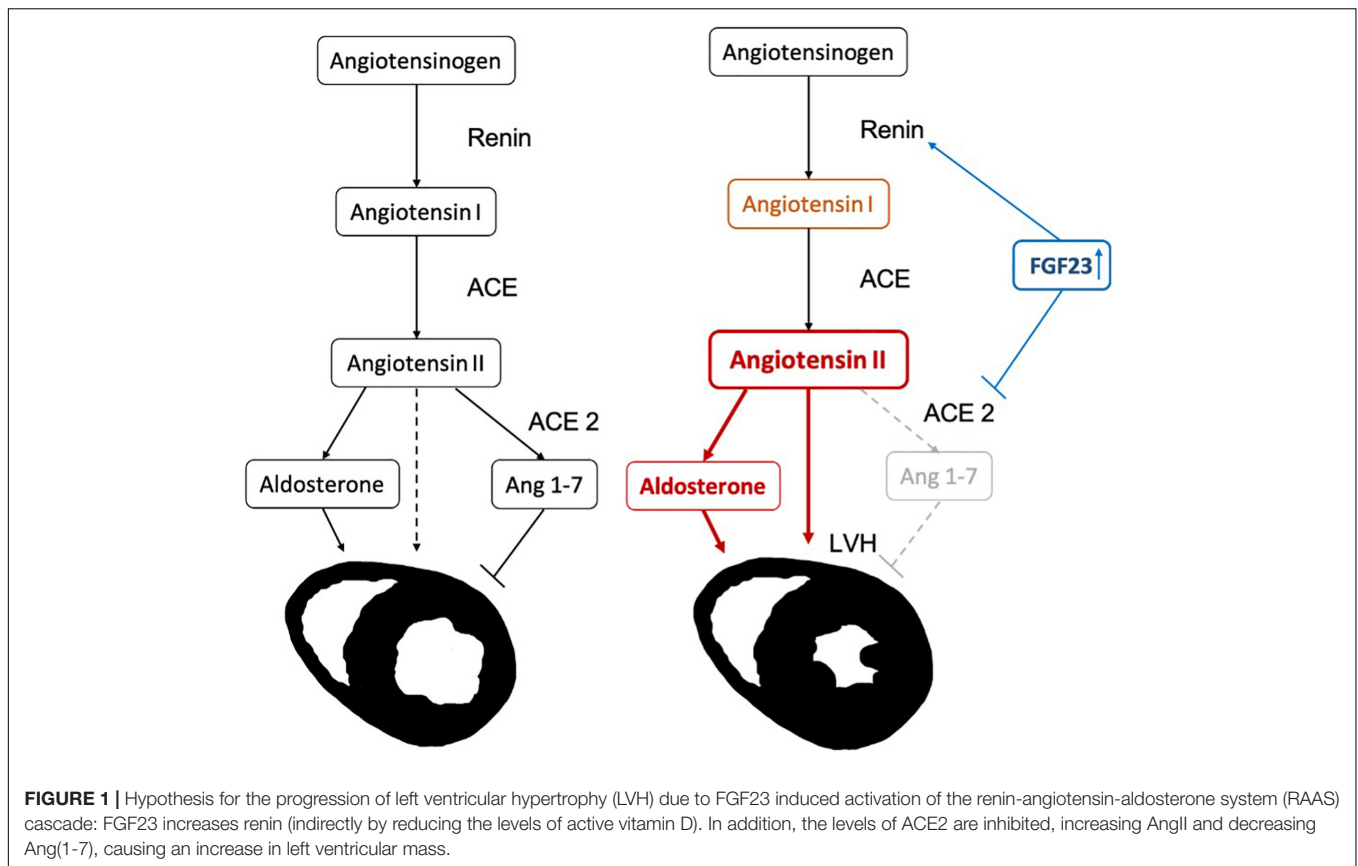 Angiotensinogen
Renin
Angiotensin I
ACE
Angiotensin II
ACE 2
Aldosterone
Ang 1-7
Angiotensinogen
Renin
Angiotensin I
FGF23
ACE
Angiotensin II
ACE 2
Aldosterone
Ang 1-7
LVH
FIGURE 1 | Hypothesis for the progression of left ventricular hypertrophy (LVH) due to FGF23 induced activation of the renin-angiotensin-aldosterone system (RAAS)
cascade: FGF23 increases renin (indirectly by reducing the levels of active vitamin D). In addition, the levels of ACE2 are inhibited, increasing AngII and decreasing
Ang(1-7), causing an increase in left ventricular mass.